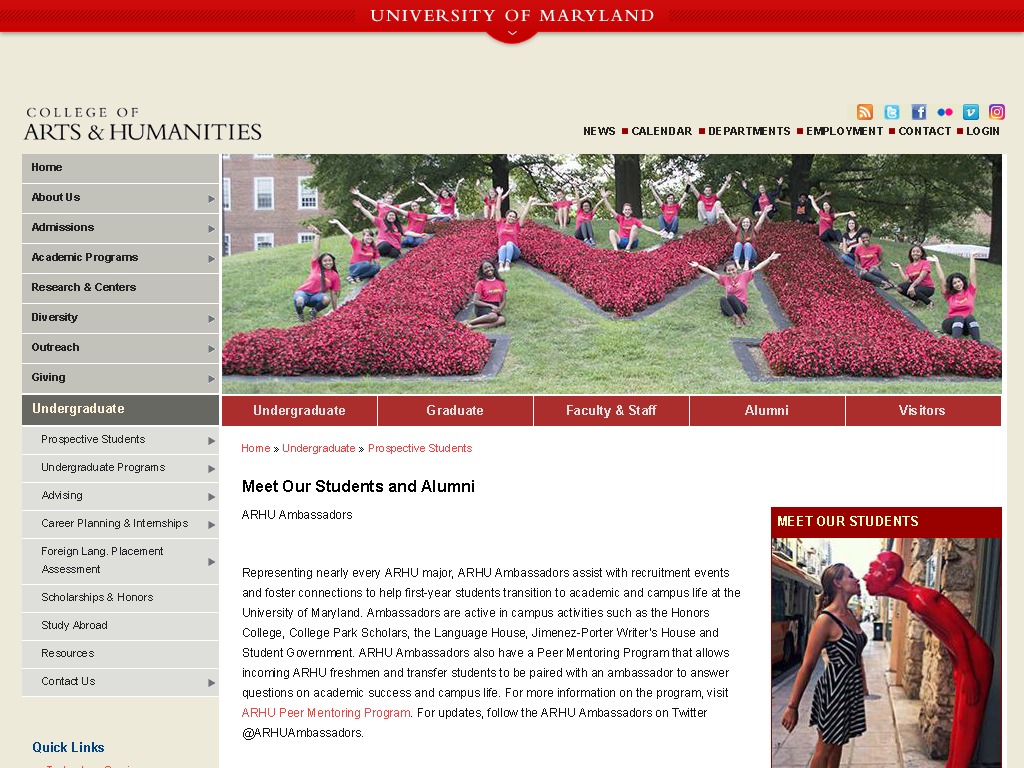 UNIVERSITY OF MARYLAND
COLLEGE OF
ARTS & HUMANITIES
NEWS CALENDAR DEPARTMENTS EMPLOYMENT CONTACT LOGIN
Home
About Us
Admissions
Academic Programs
Research & Centers
Diversity
Outreach
Giving
Undergraduate
Prospective Students
Undergraduate Programs
Advising
Career Planning & Internships
Foreign Lang. Placement
Assessment
Scholarships & Honors
Study Abroad
Resources
Contact Us
Quick Links
Undergraduate Graduate Faculty & Staff Alumni Visitors
Home » Undergraduate » Prospective Students
Meet Our Students and Alumni
ARHU Ambassadors
Representing nearly every ARHU major, ARHU Ambassadors assist with recruitment events
and foster connections to help first-year students transition to academic and campus life at the
University of Maryland. Ambassadors are active in campus activities such as the Honors
College, College Park Scholars, the Language House, Jimenez-Porter Writer's House and
Student Government. ARHU Ambassadors also have a Peer Mentoring Program that allows
incoming ARHU freshmen and transfer students to be paired with an ambassador to answer
questions on academic success and campus life. For more information on the program, visit
ARHU Peer Mentoring Program. For updates, follow the ARHU Ambassadors on Twitter
@ARHUAmbassadors.
MEET OUR STUDENTS